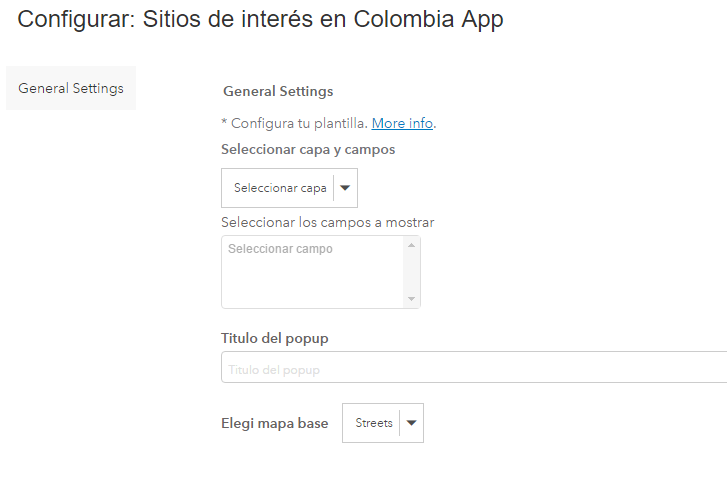 Configurar: Sitios de interés en Colombia App
General Settings
General Settings
* Configura tu plantilla. More info.
Seleccionar capa y campos
Seleccionar capa
Seleccionar los campos a mostrar
Seleccionar campo
Titulo del popup
Titulo del popup
Elegi mapa base
Streets